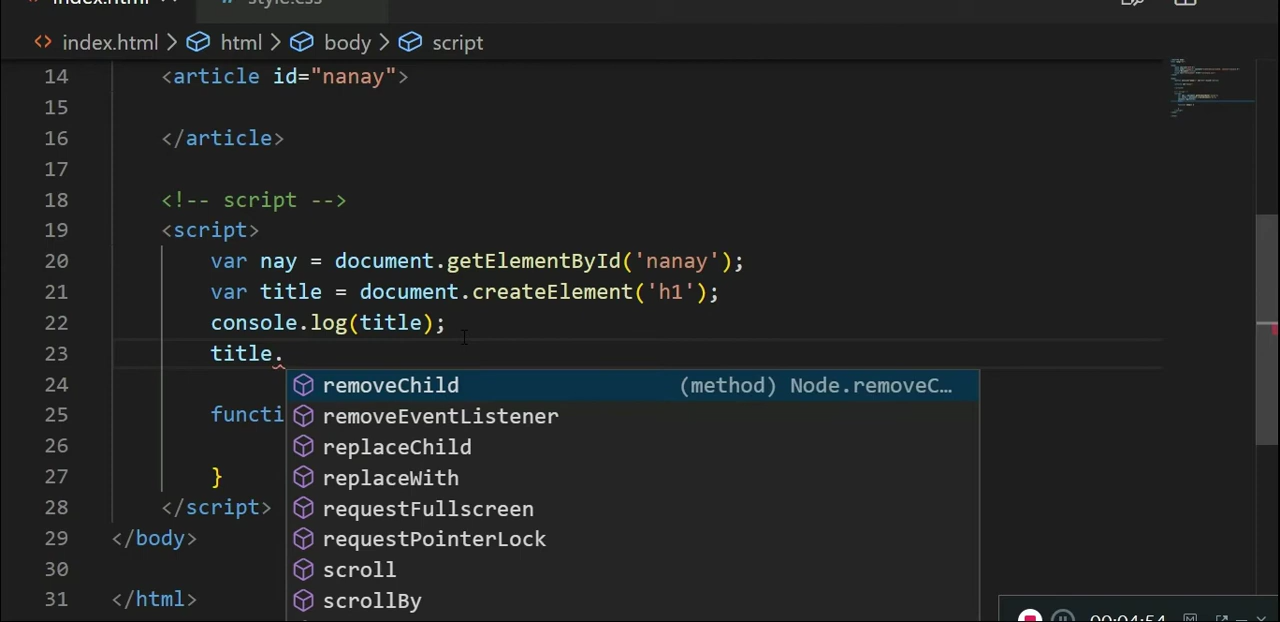 index.html style.css
<> index.html > html > body > script
14 <article id="nanay">
15
16 </article>
17
18 <!-- script -->
19 <script>
20 var nay = document.getElementById('nanay');
21 var title = document.createElement('h1');
22 console.log(title);
23 title.
24 removeChild (method) Node.removeC…
25 functi removeEventListener
26 replaceChild
27 } replaceWith
28 </script> requestFullscreen
29 </body> requestPointerLock
30 scroll
31 </html> scrollBy
00:04:54